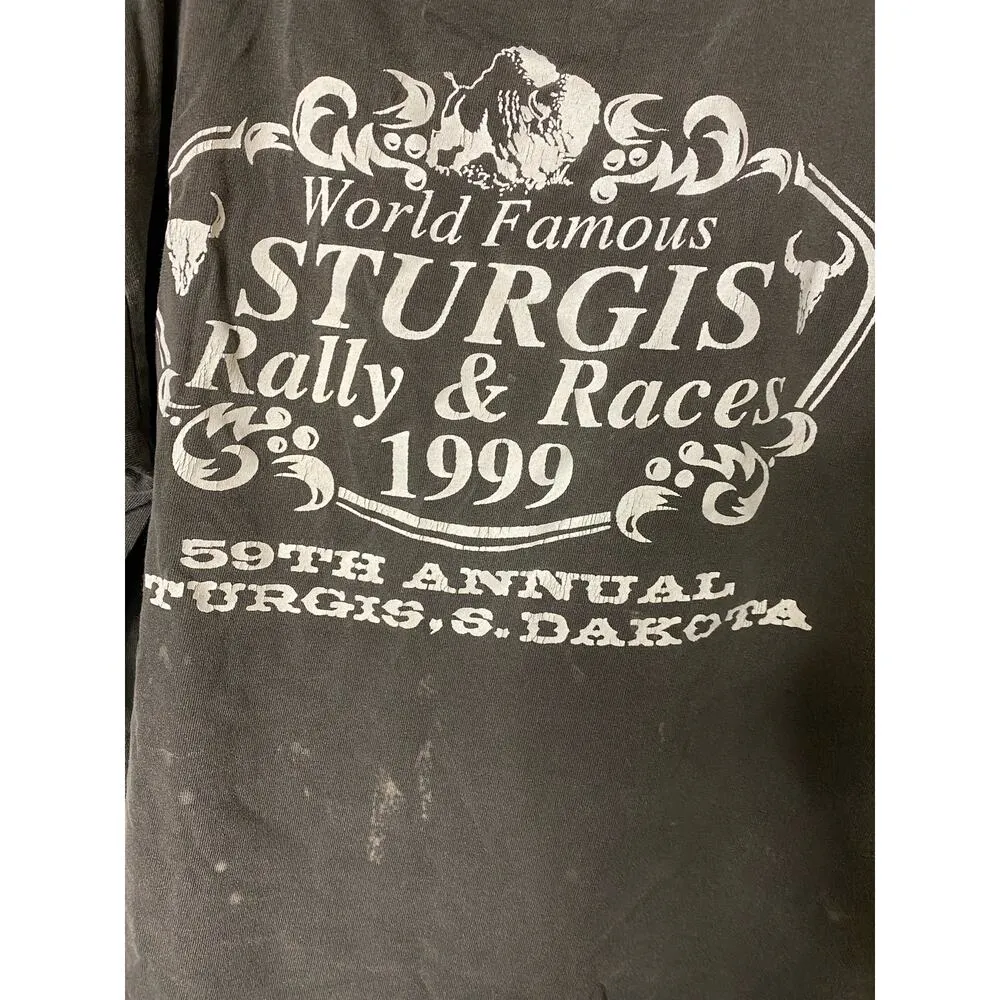 World Famous
STURGIS
Rally & Races
1999
59TH ANNUAL
TURGIS, S. DAKOTA